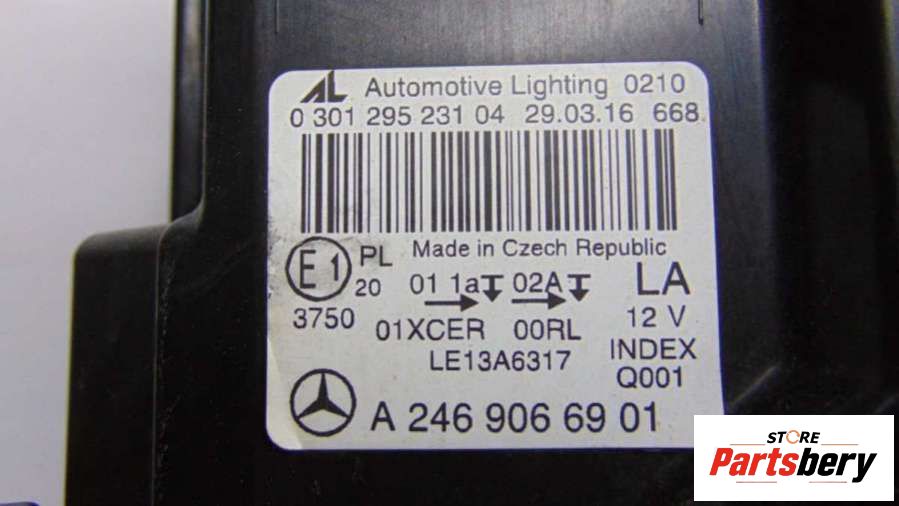 AL Automotive Lighting 0210
0 301 295 231 04 29.03.16 668
Made in Czech Republic
E1 PL 20 01 1a 02A LA
3750 01XCER 00RL 12 V
LE13A6317 INDEX
Q001
A 246 906 69 01
STORE
Partsbery